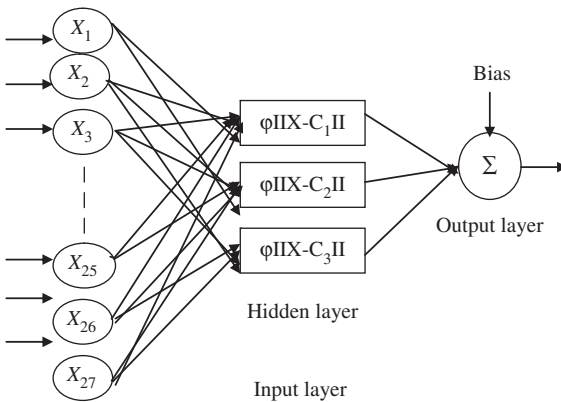 X1
X2
X3
X25
X26
X27
φIIX-C1II
φIIX-C2II
φIIX-C3II
Hidden layer
Input layer
Bias
Σ
Output layer